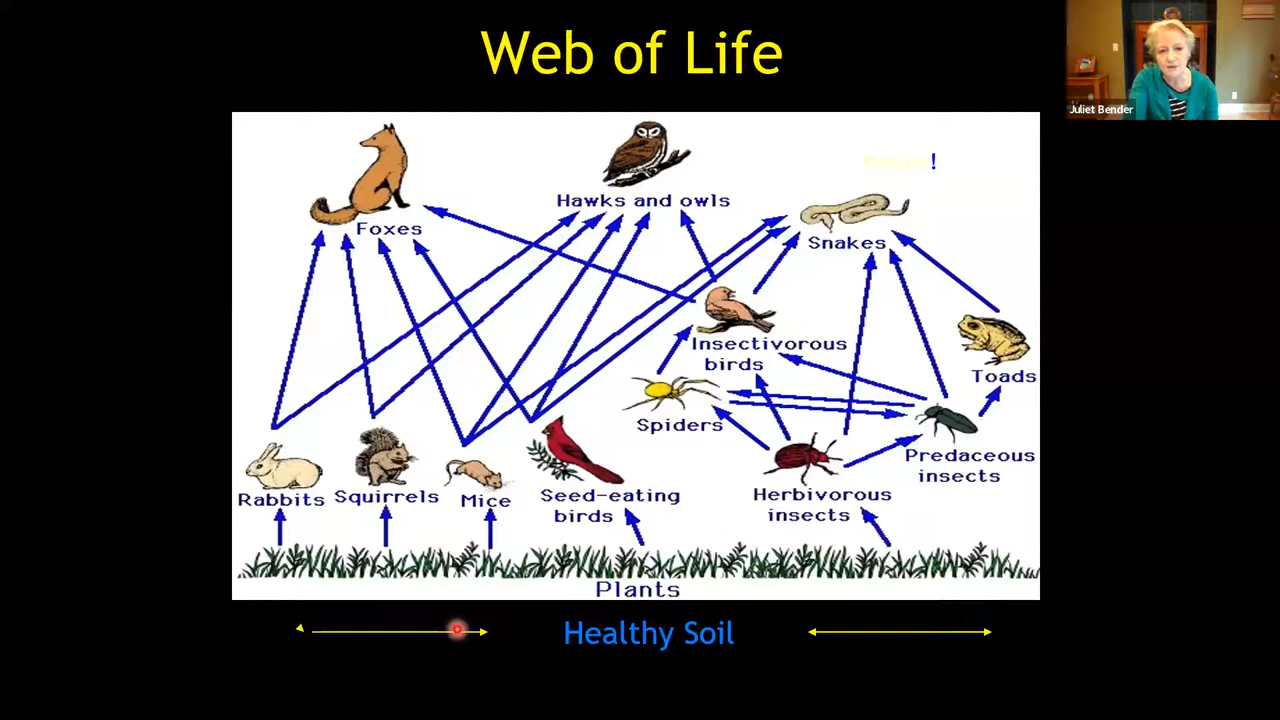 Web of Life
Juliet Bender
!
Hawks and owls
Foxes
Snakes
Insectivorous
birds
Toads
Spiders
Predaceous
insects
Rabbits
Squirrels
Mice
Seed-eating
birds
Herbivorous
insects
Plants
Healthy Soil